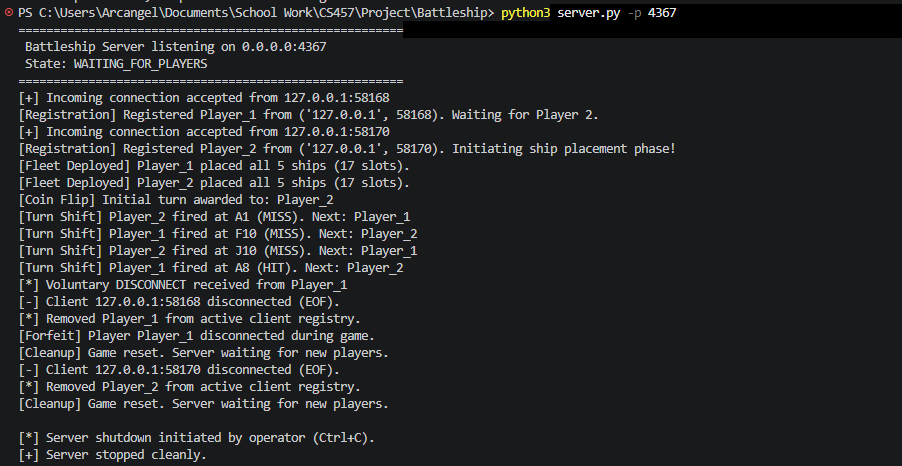 PS C:\Users\Arcangel\Documents\School Work\CS457\Project\Battleship> python3 server.py -p 4367
=======================================================
 Battleship Server listening on 0.0.0.0:4367
 State: WAITING_FOR_PLAYERS
=======================================================
[+] Incoming connection accepted from 127.0.0.1:58168
[Registration] Registered Player_1 from ('127.0.0.1', 58168). Waiting for Player 2.
[+] Incoming connection accepted from 127.0.0.1:58170
[Registration] Registered Player_2 from ('127.0.0.1', 58170). Initiating ship placement phase!
[Fleet Deployed] Player_1 placed all 5 ships (17 slots).
[Fleet Deployed] Player_2 placed all 5 ships (17 slots).
[Coin Flip] Initial turn awarded to: Player_2
[Turn Shift] Player_2 fired at A1 (MISS). Next: Player_1
[Turn Shift] Player_1 fired at F10 (MISS). Next: Player_2
[Turn Shift] Player_2 fired at J10 (MISS). Next: Player_1
[Turn Shift] Player_1 fired at A8 (HIT). Next: Player_2
[*] Voluntary DISCONNECT received from Player_1
[-] Client 127.0.0.1:58168 disconnected (EOF).
[*] Removed Player_1 from active client registry.
[Forfeit] Player Player_1 disconnected during game.
[Cleanup] Game reset. Server waiting for new players.
[-] Client 127.0.0.1:58170 disconnected (EOF).
[*] Removed Player_2 from active client registry.
[Cleanup] Game reset. Server waiting for new players.

[*] Server shutdown initiated by operator (Ctrl+C).
[+] Server stopped cleanly.